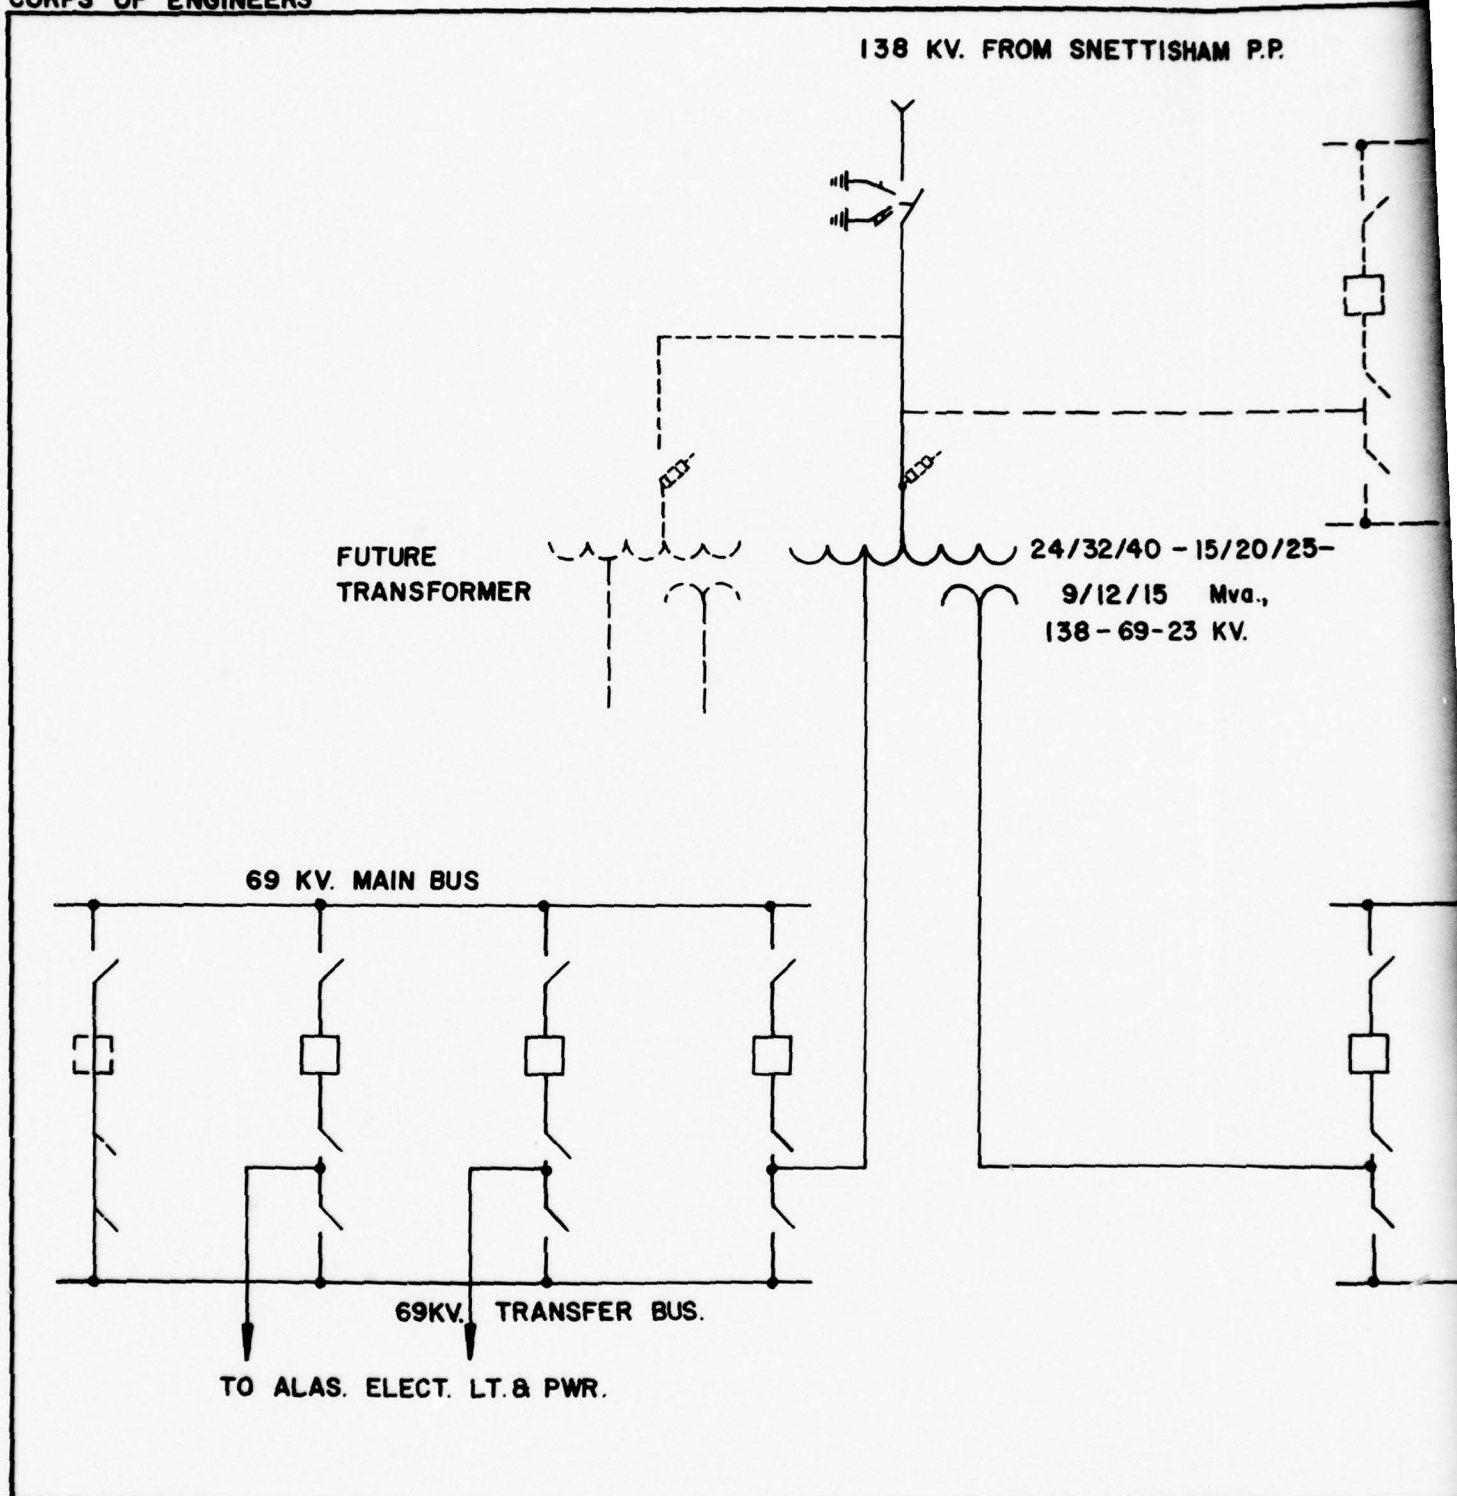 CORPS OF ENGINEERS
138 KV. FROM SNETTISHAM P.P.
FUTURE
TRANSFORMER
24/32/40 - 15/20/25-
9/12/15 Mva.,
138-69-23 KV.
69 KV. MAIN BUS
69KV. TRANSFER BUS.
TO ALAS. ELECT. LT. & PWR.